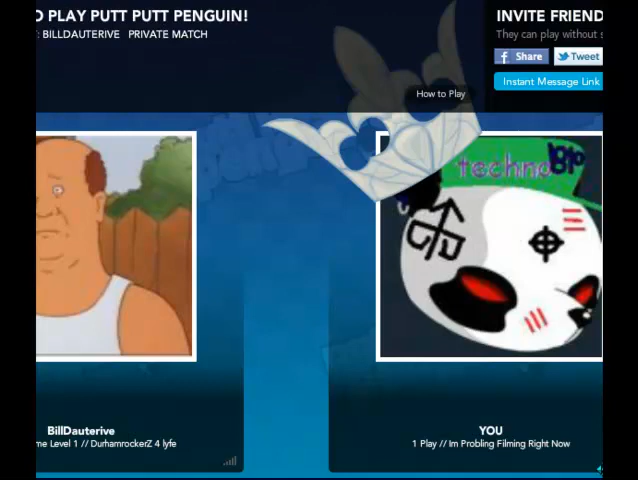 O PLAY PUTT PUTT PENGUIN!
: BILLDAUTERIVE PRIVATE MATCH
How to Play
INVITE FRIEND
They can play without s
f Share
Tweet
Instant Message Link
techno
BillDauterive
me Level 1 // DurhamrockerZ 4 lyfe
YOU
1 Play // Im Probling Filming Right Now